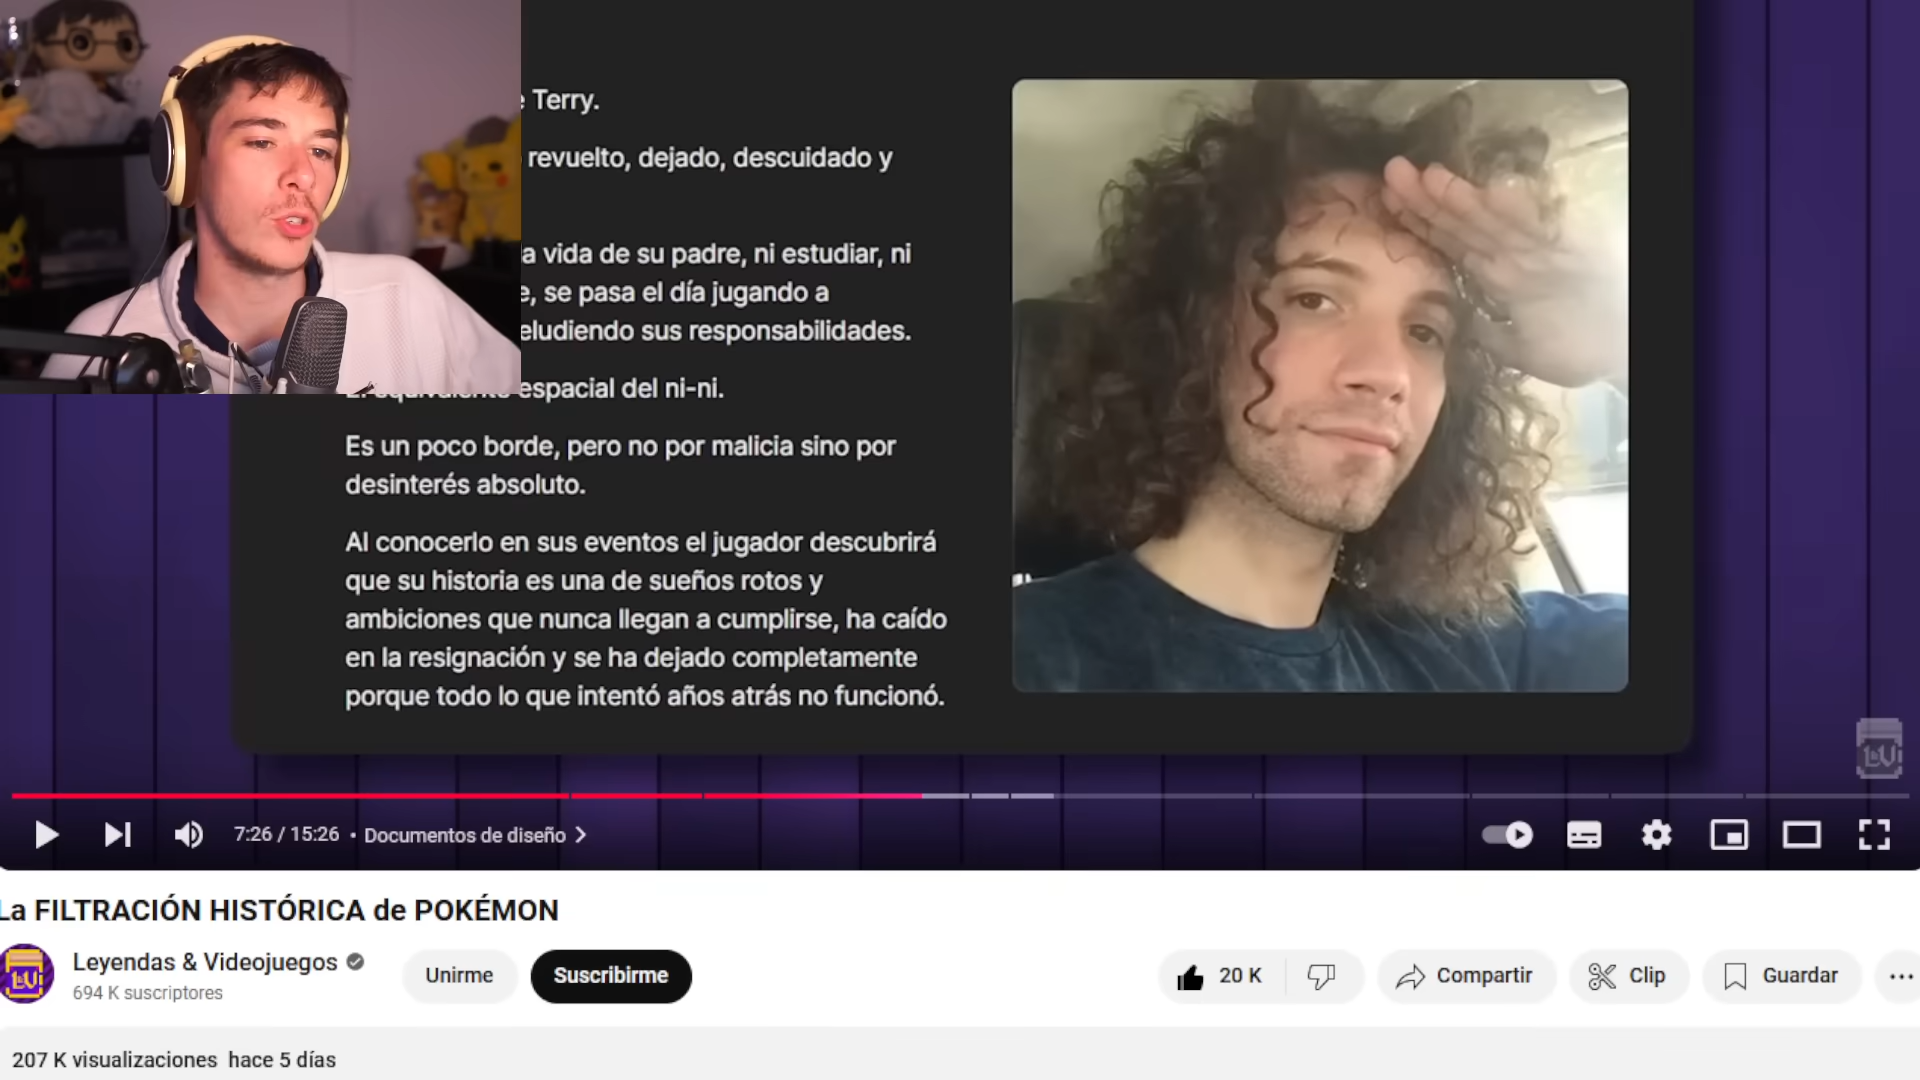 Terry.
revuelto, dejado, descuidado y
a vida de su padre, ni estudiar, ni
e, se pasa el día jugando a
eludiendo sus responsabilidades.
espacial del ni-ni.
Es un poco borde, pero no por malicia sino por
desinterés absoluto.
Al conocerlo en sus eventos el jugador descubrirá
que su historia es una de sueños rotos y
ambiciones que nunca llegan a cumplirse, ha caído
en la resignación y se ha dejado completamente
porque todo lo que intentó años atrás no funcionó.
LVJ
7:26 / 15:26 • Documentos de diseño
La FILTRACIÓN HISTÓRICA de POKÉMON
Leyendas & Videojuegos
694 K suscriptores
Unirme
Suscribirme
20 K
Compartir
Clip
Guardar
207 K visualizaciones hace 5 días